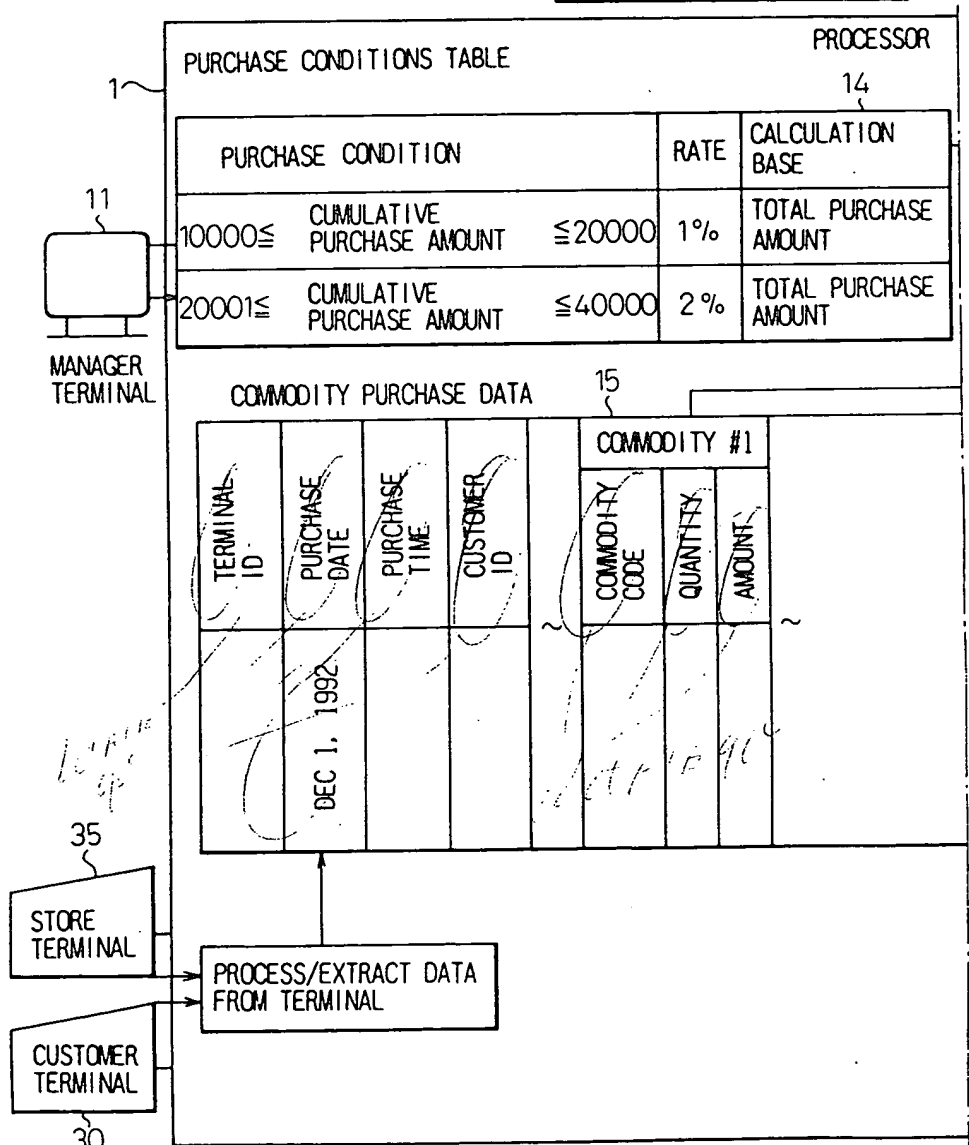 PROCESSOR
PURCHASE CONDITIONS TABLE
1
14
PURCHASE CONDITION
RATE
CALCULATION BASE
10000≦ CUMULATIVE PURCHASE AMOUNT ≦20000
1%
TOTAL PURCHASE AMOUNT
20001≦ CUMULATIVE PURCHASE AMOUNT ≦40000
2%
TOTAL PURCHASE AMOUNT
11
MANAGER TERMINAL
COMMODITY PURCHASE DATA
15
COMMODITY #1
TERMINAL ID
PURCHASE DATE
PURCHASE TIME
CUSTOMER ID
~
COMMODITY CODE
QUANTITY
AMOUNT
~
DEC 1, 1992
35
STORE TERMINAL
PROCESS/EXTRACT DATA FROM TERMINAL
CUSTOMER TERMINAL
30